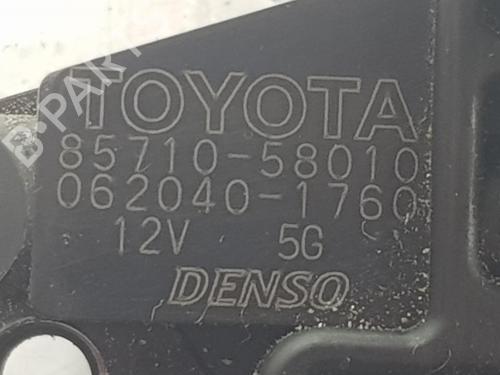 TOYOTA
85710-58010
062040-1760
12V 5G
DENSO
B-PARTS